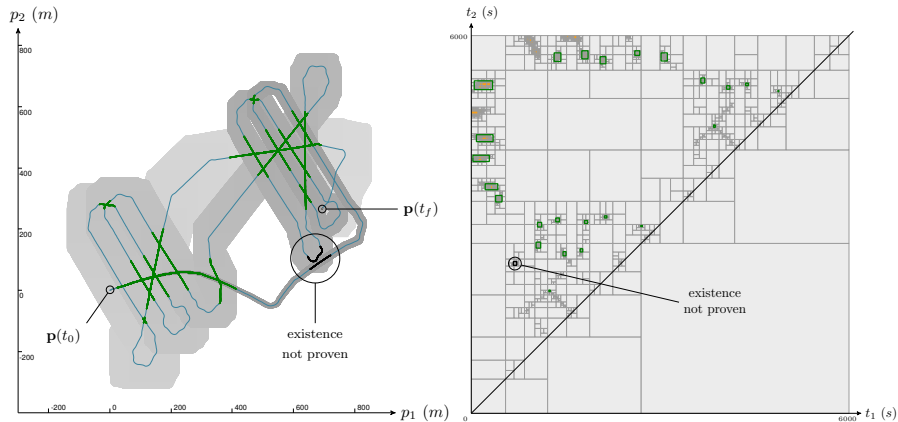 p₂ (m)
800
600
400
200
0
-200
-200
0
200
400
600
800
p₁ (m)
p(t_f)
p(t₀)
existence
not proven
t₂ (s)
6000
0
6000
t₁ (s)
existence
not proven